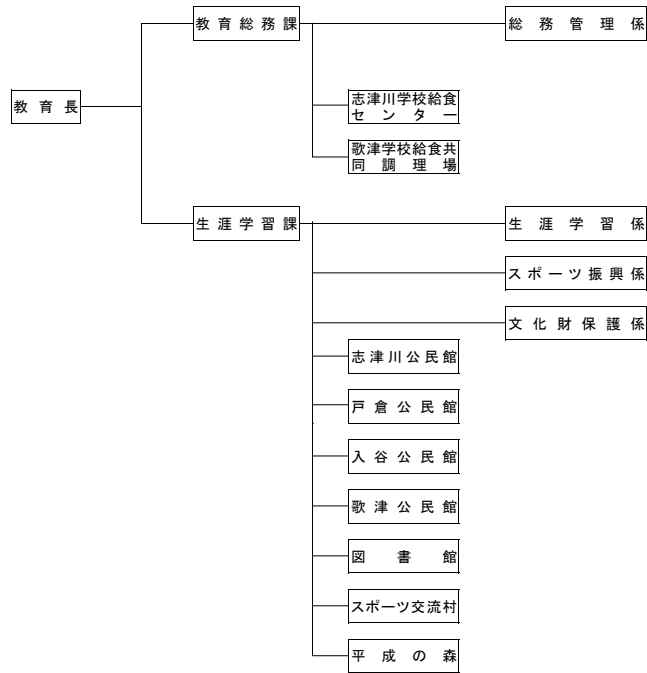 教育総務課
総務管理係
教育長
志津川学校給食
センター
歌津学校給食共
同調理場
生涯学習課
生涯学習係
スポーツ振興係
文化財保護係
志津川公民館
戸倉公民館
入谷公民館
歌津公民館
図書館
スポーツ交流村
平成の森